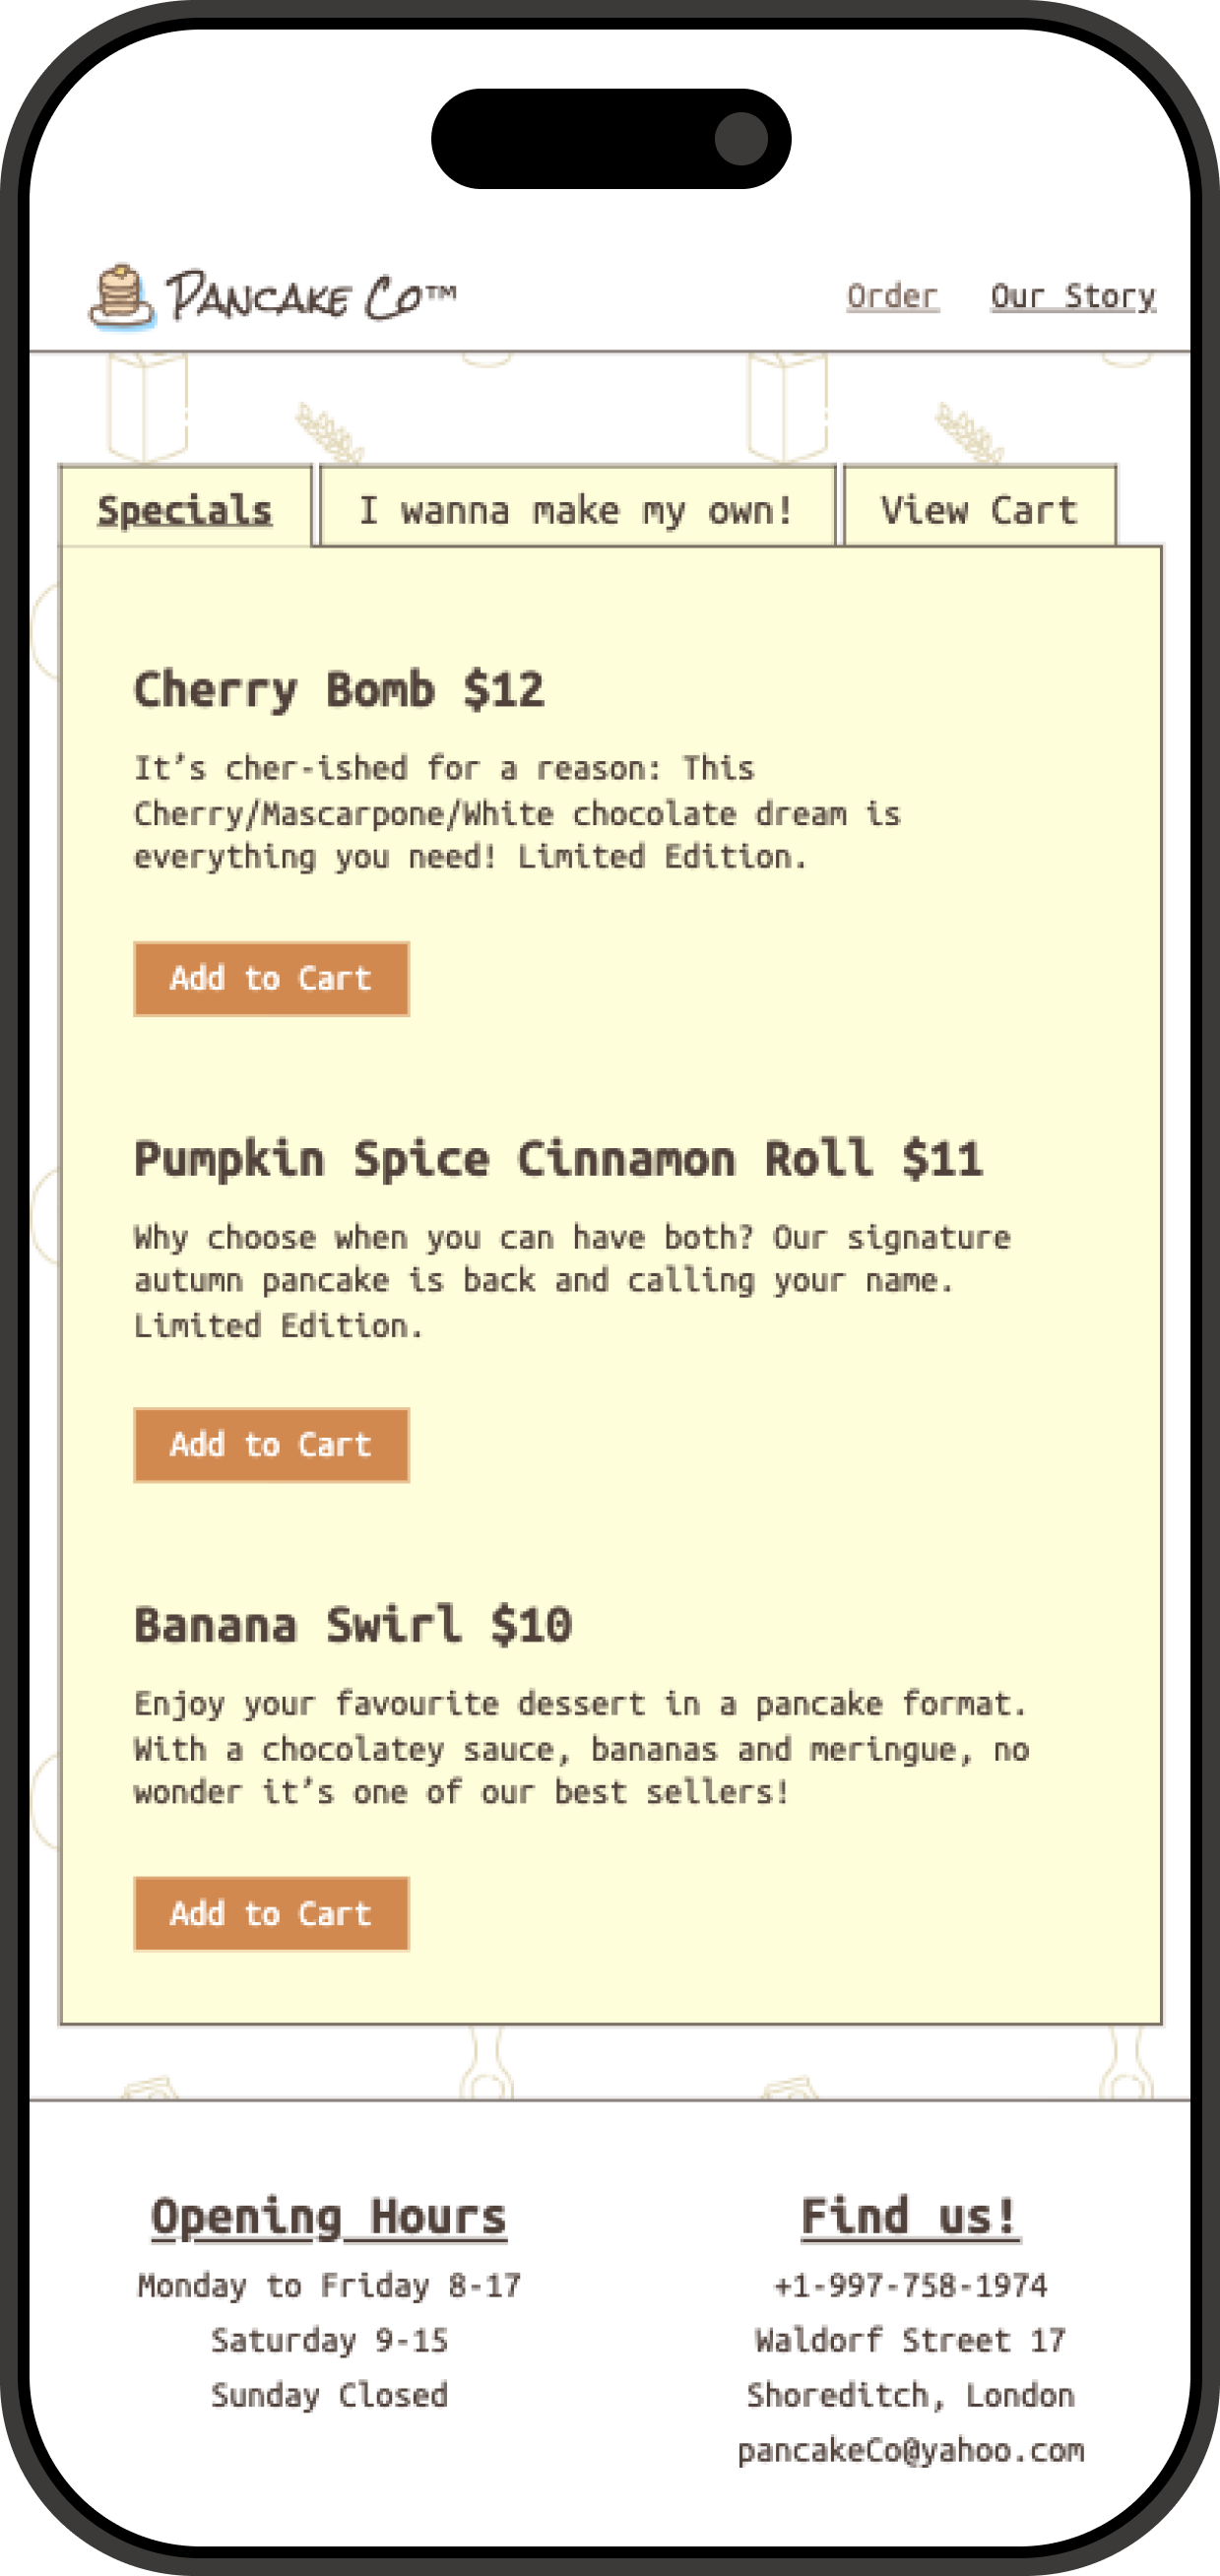 Pancake Co™
Order Our Story
Specials I wanna make my own! View Cart
Cherry Bomb $12
It’s cher-ished for a reason: This
Cherry/Mascarpone/White chocolate dream is
everything you need! Limited Edition.
Add to Cart
Pumpkin Spice Cinnamon Roll $11
Why choose when you can have both? Our signature
autumn pancake is back and calling your name.
Limited Edition.
Add to Cart
Banana Swirl $10
Enjoy your favourite dessert in a pancake format.
With a chocolatey sauce, bananas and meringue, no
wonder it’s one of our best sellers!
Add to Cart
Opening Hours
Monday to Friday 8-17
Saturday 9-15
Sunday Closed
Find us!
+1-997-758-1974
Waldorf Street 17
Shoreditch, London
pancakeCo@yahoo.com